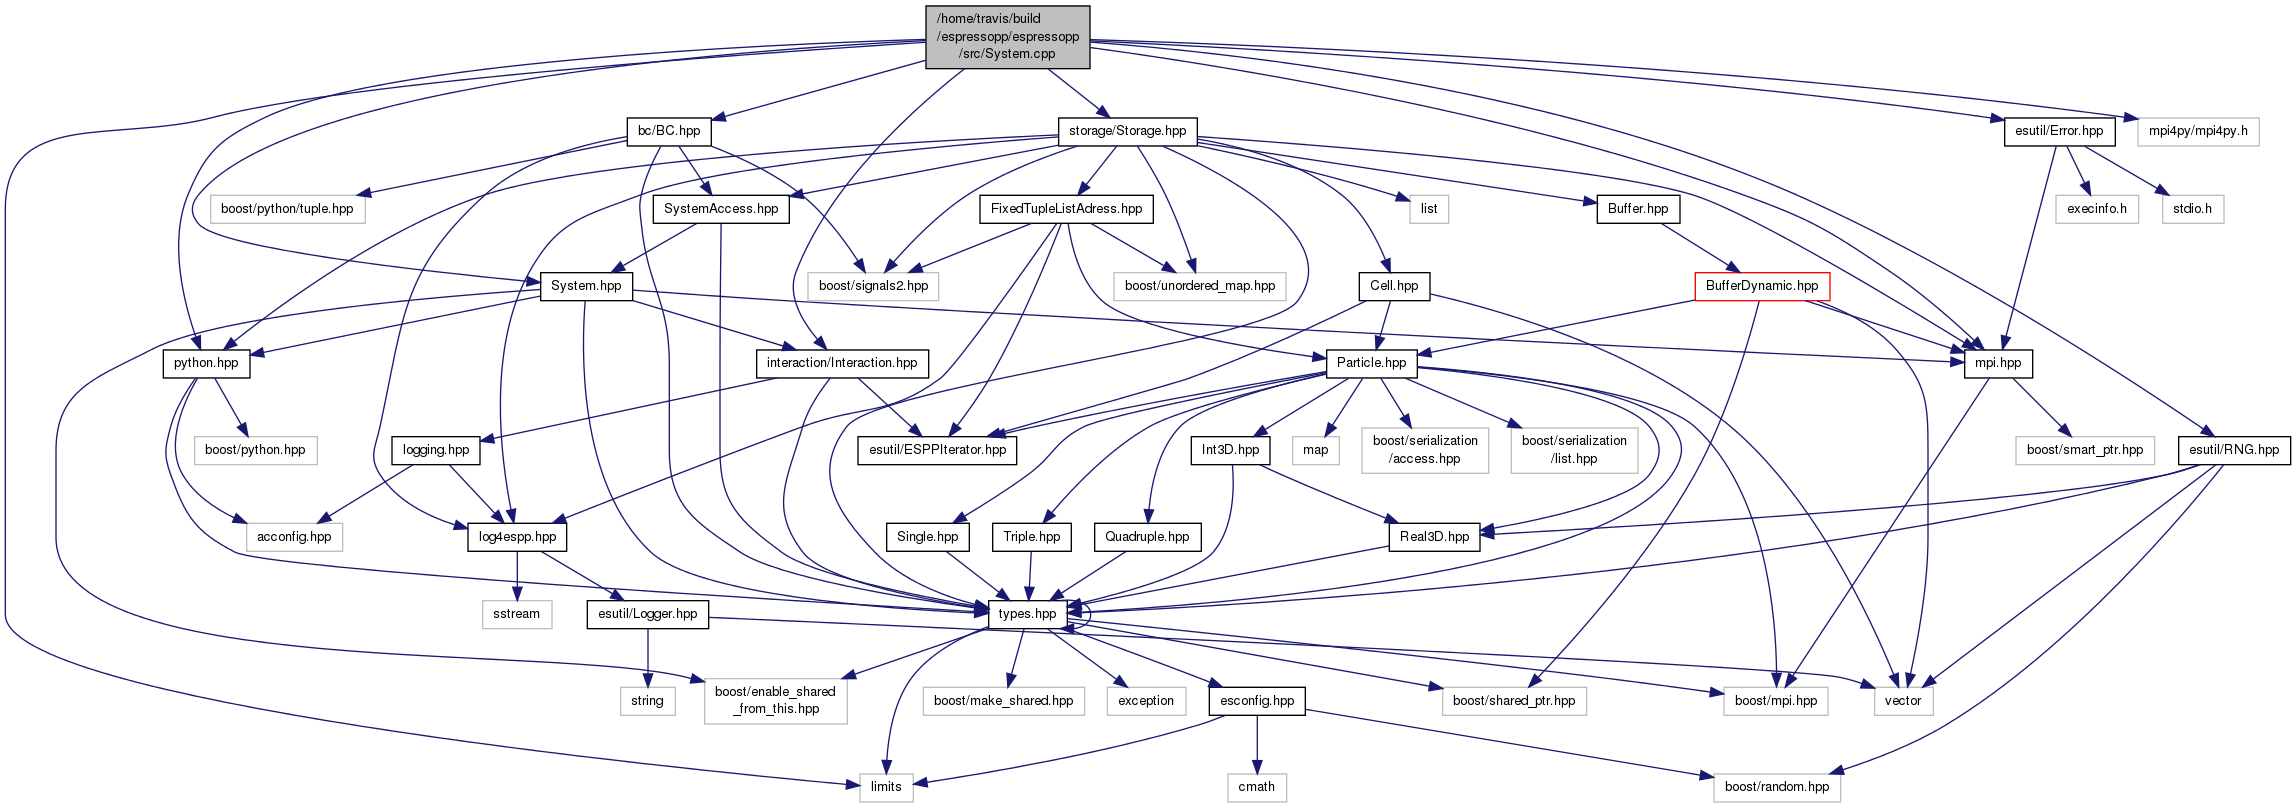 /home/travis/build
/espressopp/espressopp
/src/System.cpp
bc/BC.hpp
storage/Storage.hpp
esutil/Error.hpp
mpi4py/mpi4py.h
boost/python/tuple.hpp
SystemAccess.hpp
FixedTupleListAdress.hpp
list
Buffer.hpp
execinfo.h
stdio.h
System.hpp
boost/signals2.hpp
boost/unordered_map.hpp
Cell.hpp
BufferDynamic.hpp
python.hpp
interaction/Interaction.hpp
Particle.hpp
mpi.hpp
boost/python.hpp
logging.hpp
esutil/ESPPIterator.hpp
Int3D.hpp
map
boost/serialization
/access.hpp
boost/serialization
/list.hpp
boost/smart_ptr.hpp
esutil/RNG.hpp
acconfig.hpp
log4espp.hpp
Single.hpp
Triple.hpp
Quadruple.hpp
Real3D.hpp
sstream
esutil/Logger.hpp
types.hpp
string
boost/enable_shared
_from_this.hpp
boost/make_shared.hpp
exception
esconfig.hpp
boost/shared_ptr.hpp
boost/mpi.hpp
vector
limits
cmath
boost/random.hpp